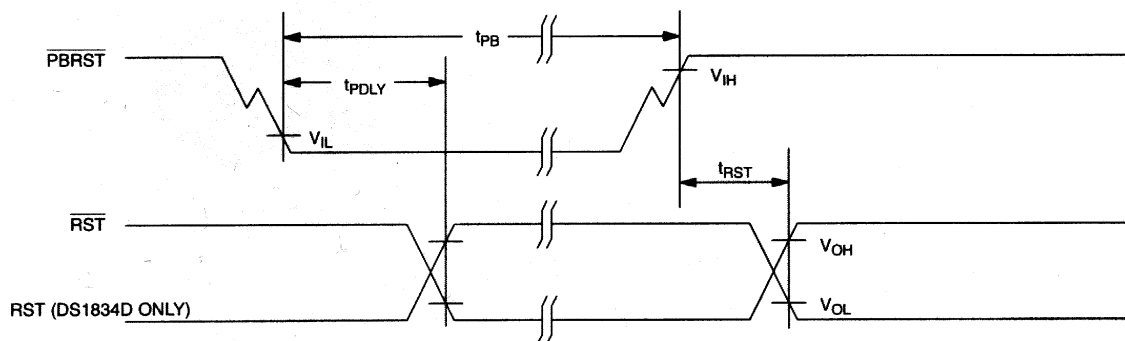 tPB
PBRST
VIH
tPDLY
VIL
tRST
RST
VOH
RST (DS1834D ONLY)
VOL